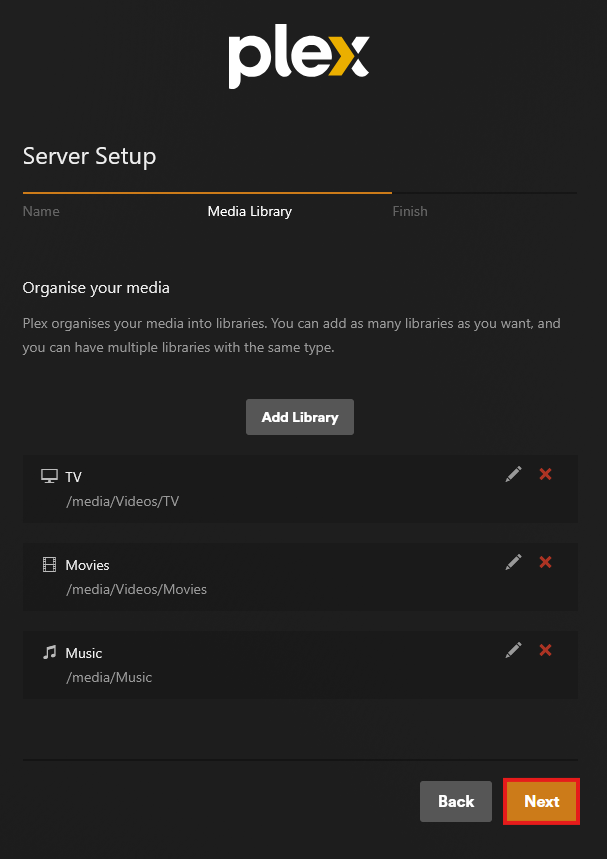 plex
Server Setup
Name Media Library Finish
Organise your media
Plex organises your media into libraries. You can add as many libraries as you want, and
you can have multiple libraries with the same type.
Add Library
TV
/media/Videos/TV
Movies
/media/Videos/Movies
Music
/media/Music
Back Next